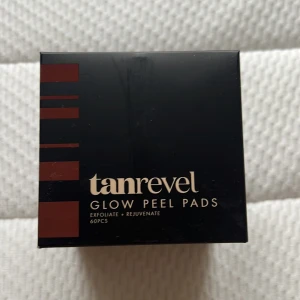 tanrevel
GLOW PEEL PADS
EXFOLIATE + REJUVENATE
60PCS